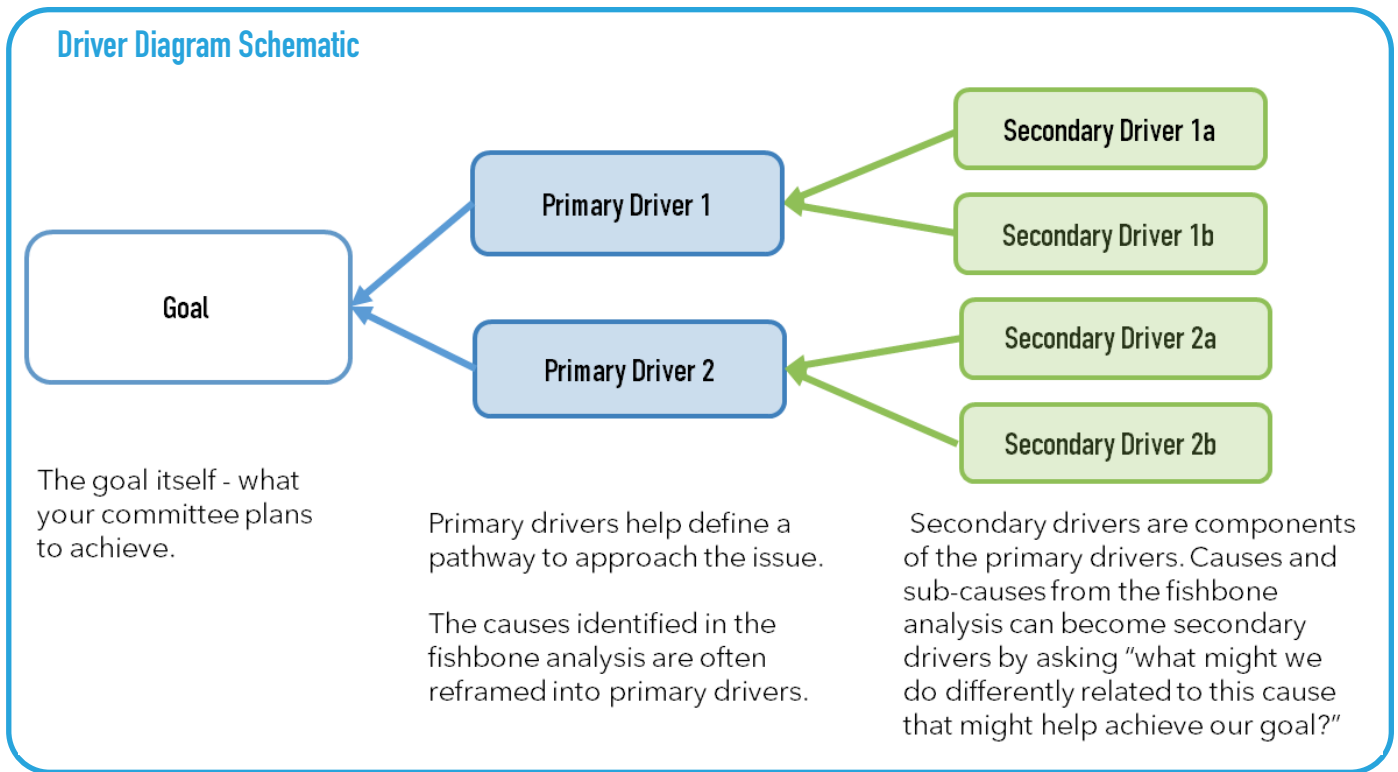 Driver Diagram Schematic
Goal
Primary Driver 1
Primary Driver 2
Secondary Driver 1a
Secondary Driver 1b
Secondary Driver 2a
Secondary Driver 2b
The goal itself - what
your committee plans
to achieve.
Primary drivers help define a
pathway to approach the issue.
The causes identified in the
fishbone analysis are often
reframed into primary drivers.
Secondary drivers are components
of the primary drivers. Causes and
sub-causes from the fishbone
analysis can become secondary
drivers by asking “what might we
do differently related to this cause
that might help achieve our goal?”